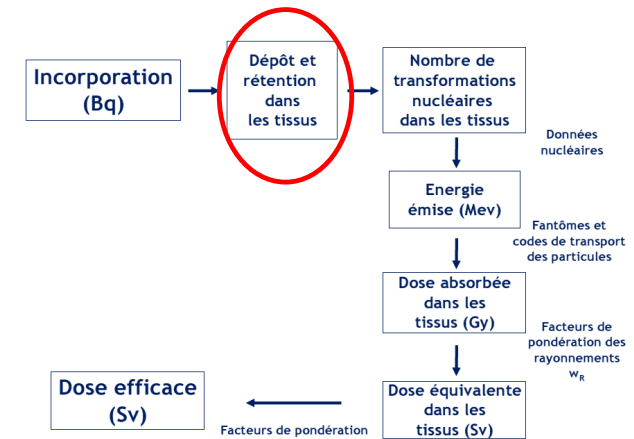 Incorporation
(Bq)
Dépôt et
rétention
dans
les tissus
Nombre de
transformations
nucléaires
dans les tissus
Données
nucléaires
Energie
émise (Mev)
Fantômes et
codes de transport
des particules
Dose absorbée
dans les
tissus (Gy)
Facteurs de
pondération des
rayonnements
wR
Dose équivalente
dans les
tissus (Sv)
Facteurs de pondération
Dose efficace
(Sv)